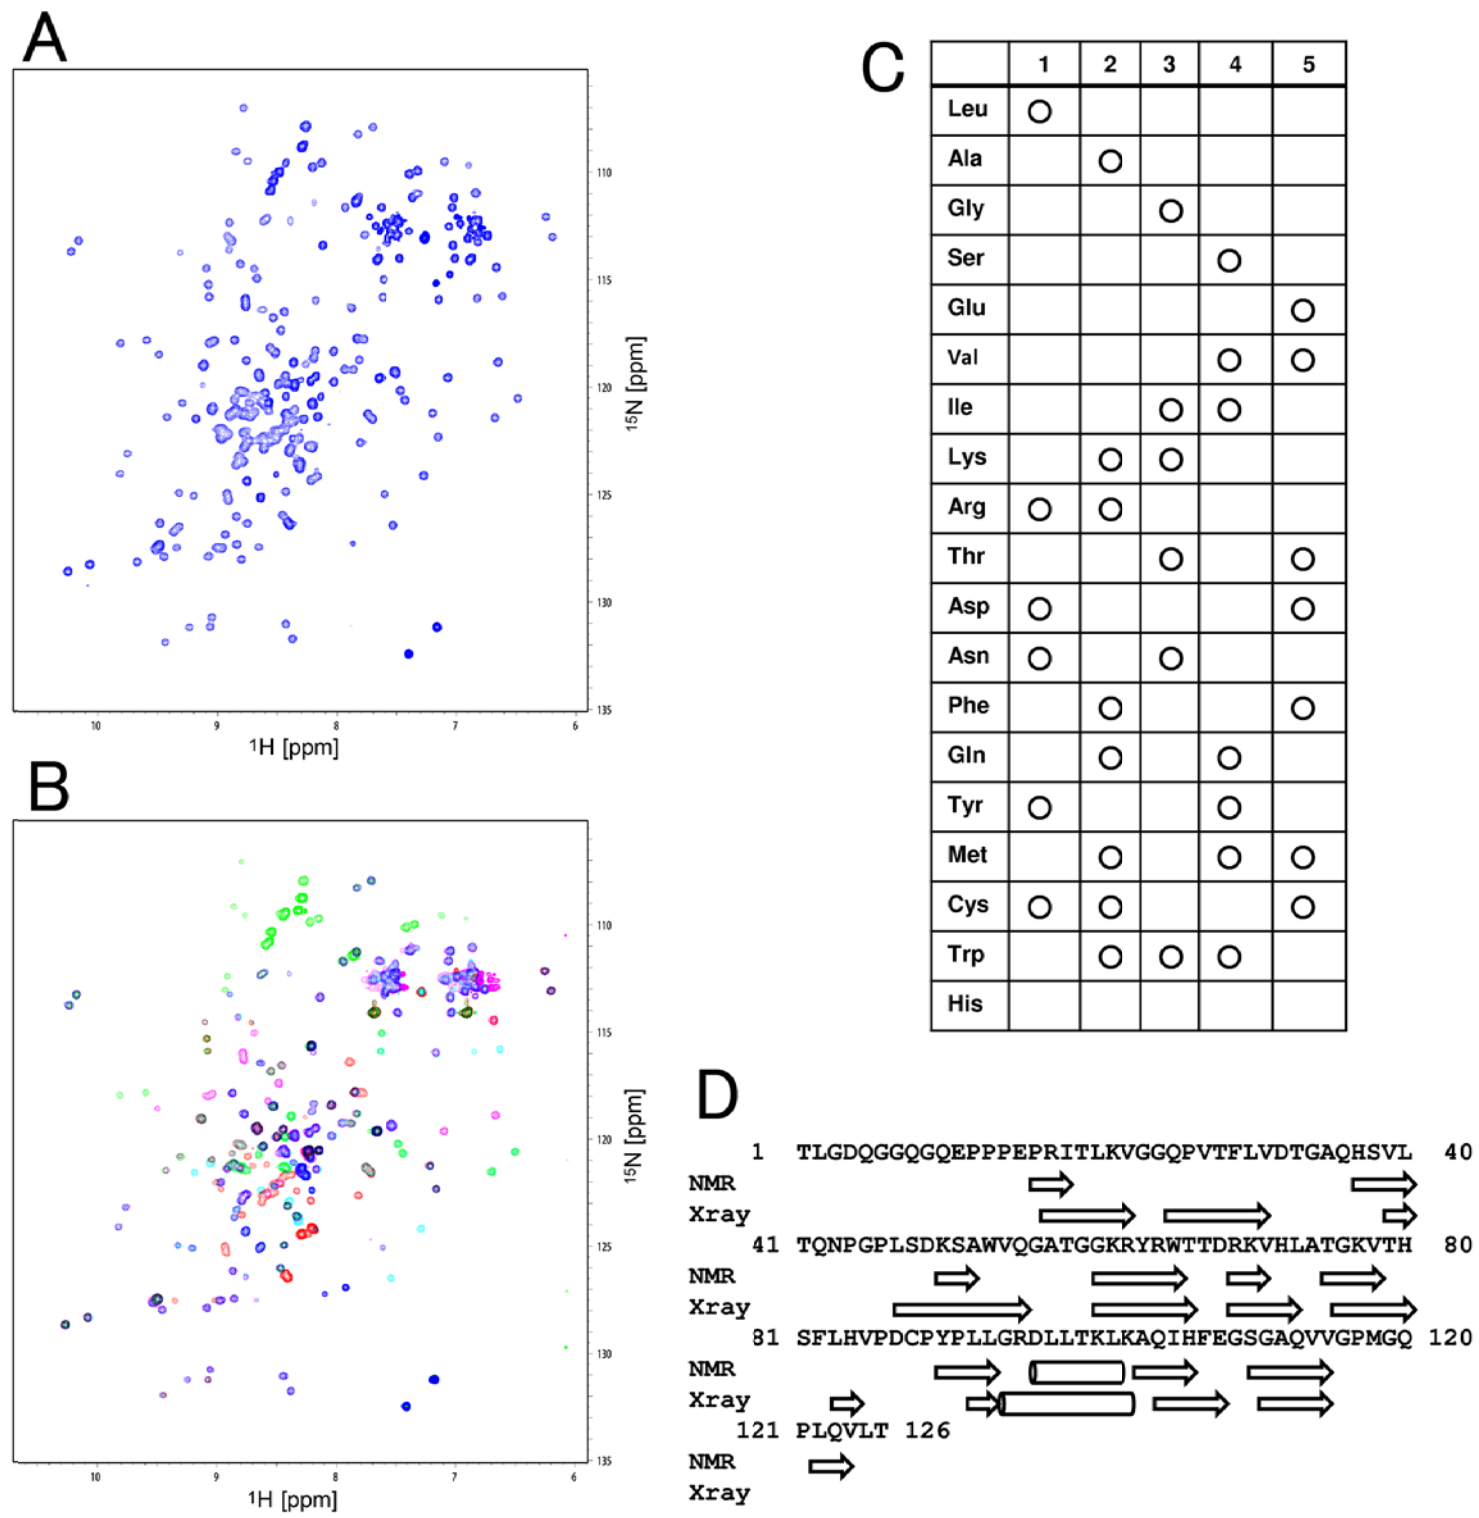 A
110
115
120
125
130
135
15N [ppm]
10 9 8 7 6
1H [ppm]
B
110
115
120
125
130
135
15N [ppm]
10 9 8 7 6
1H [ppm]
C
1 2 3 4 5
Leu
Ala
Gly
Ser
Glu
Val
Ile
Lys
Arg
Thr
Asp
Asn
Phe
Gln
Tyr
Met
Cys
Trp
His
D
1 TLGDQGGQGQEPPPEPRITLKVGGQPVTFLVDTGAQHSVL 40
NMR
Xray
41 TQNPGPLSDKSAWVQGATGGKRYRWTTDRKVHLATGKVTH 80
NMR
Xray
81 SFLHVPDCPYPLLGRDLLTKLKAQIHFEGSGAQVVGPMGQ 120
NMR
Xray
121 PLQVLT 126
NMR
Xray